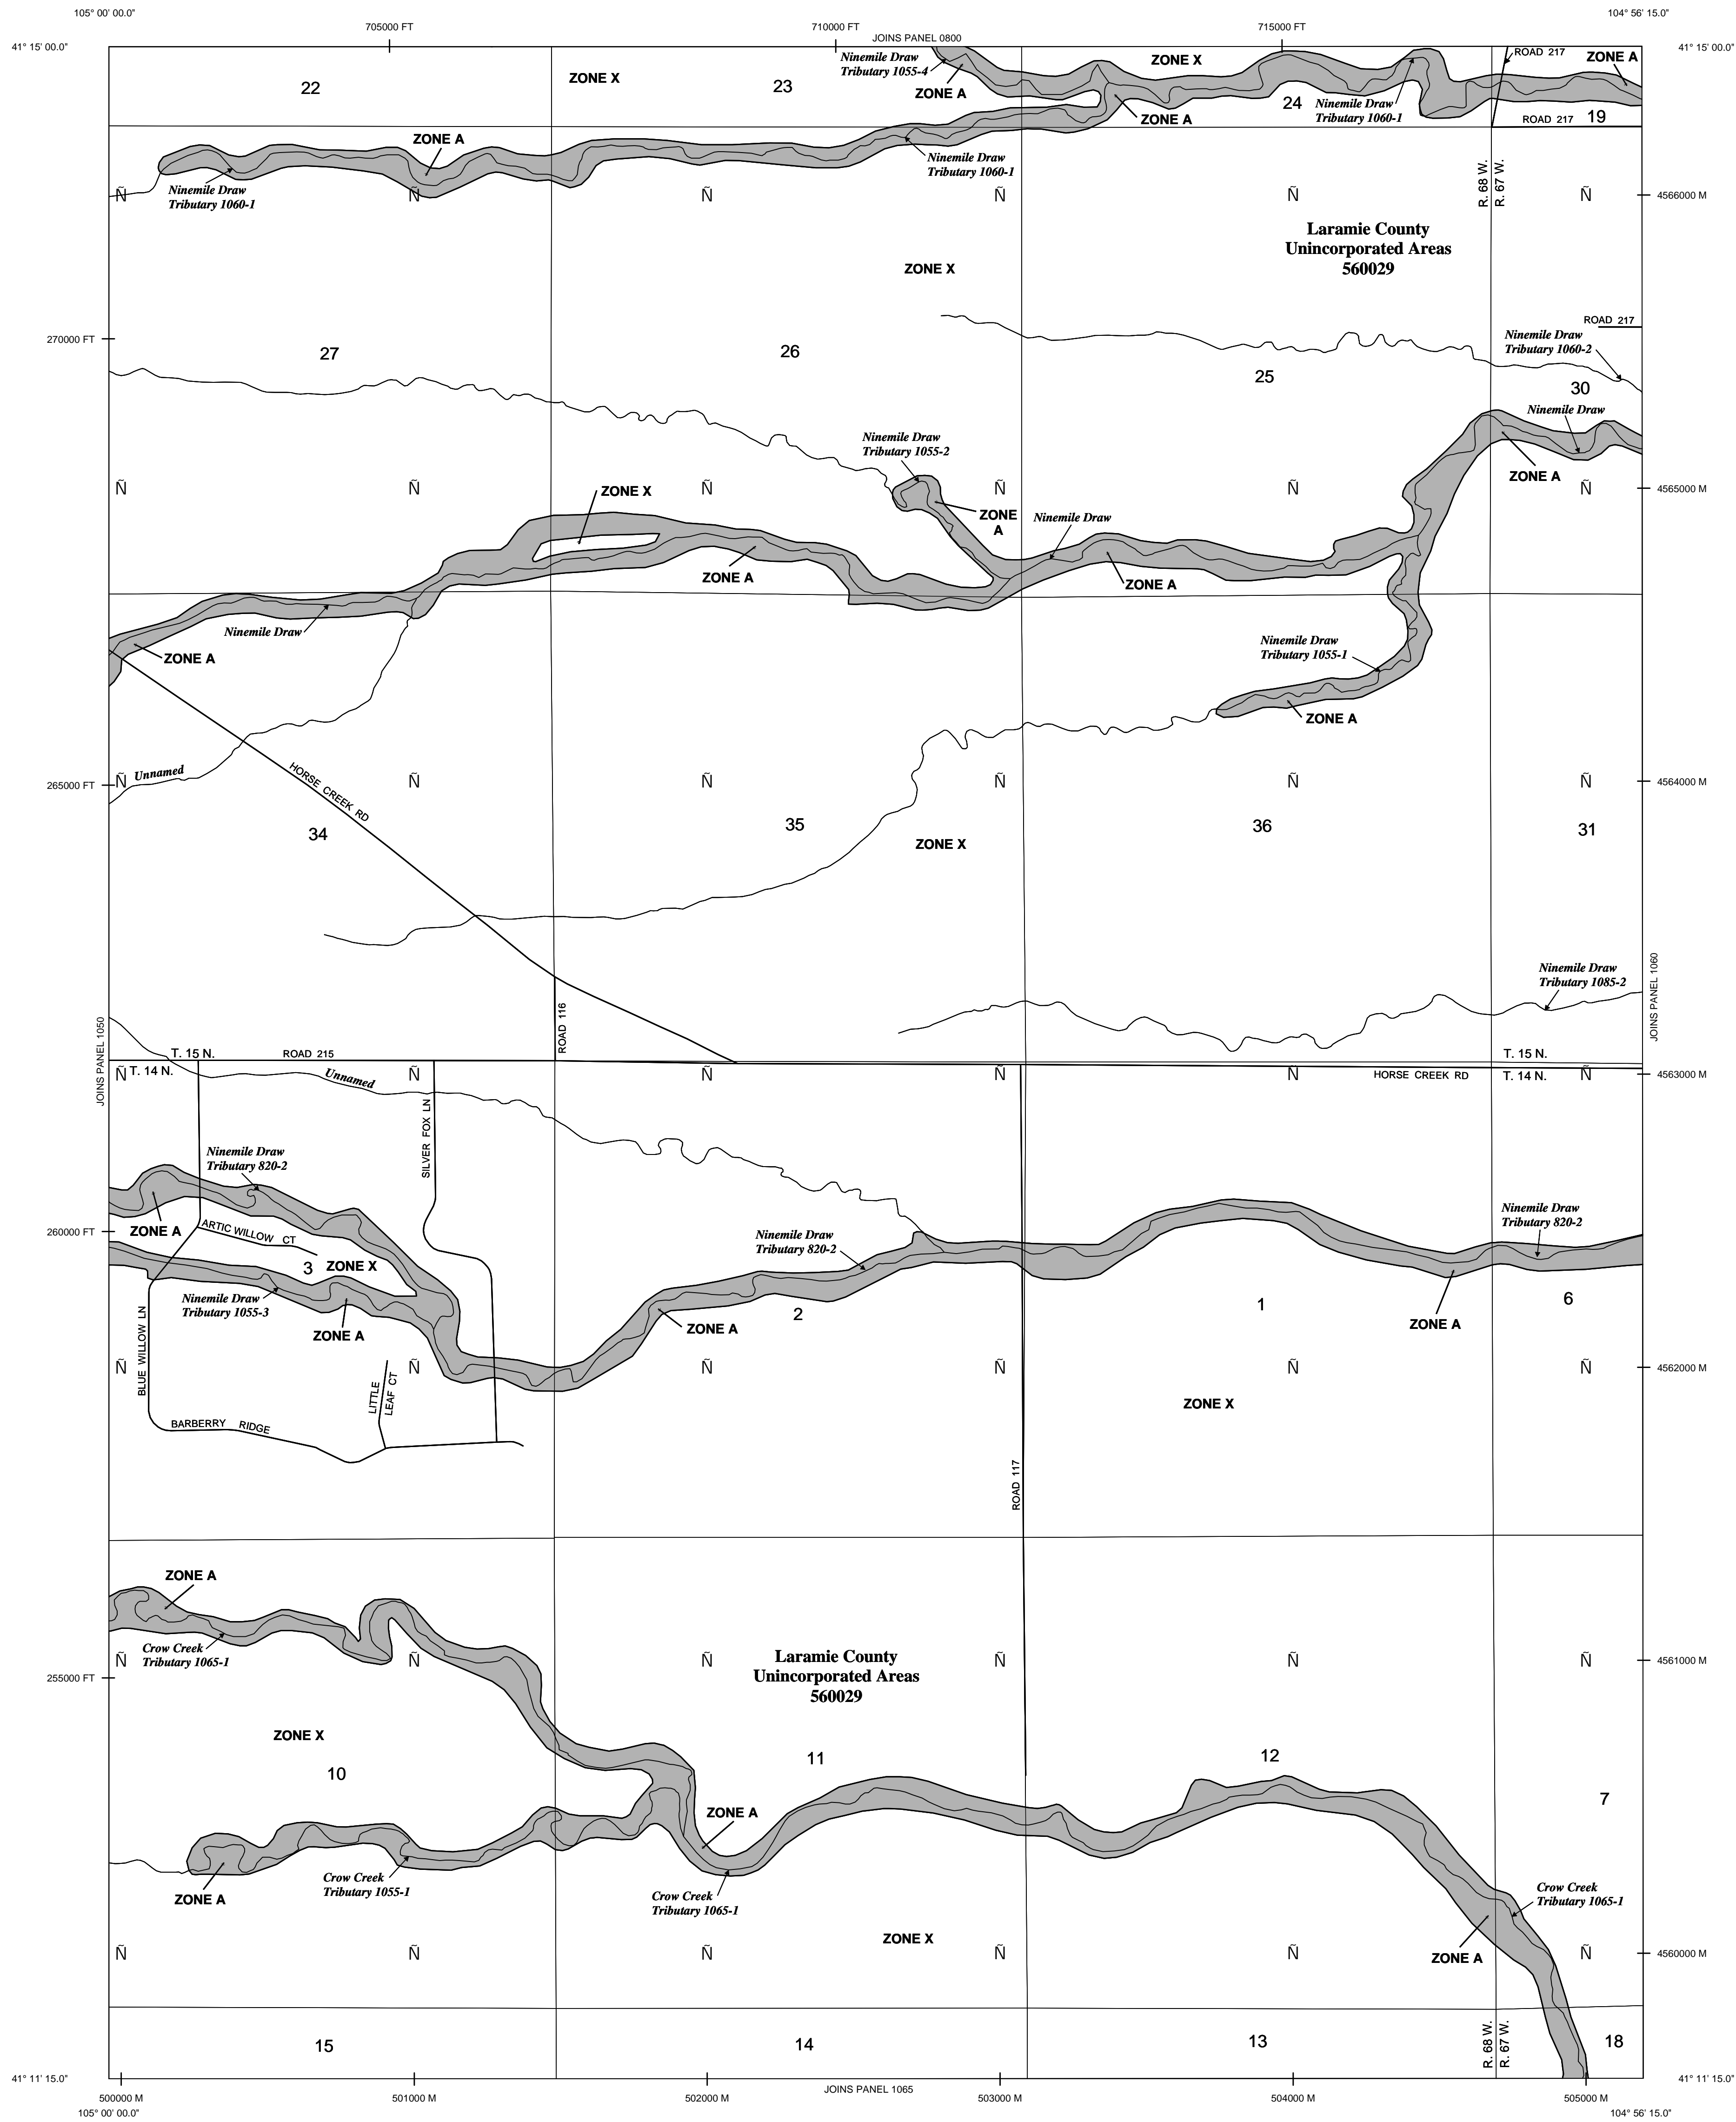 105° 00' 00.0"
705000 FT
710000 FT
715000 FT
104° 56' 15.0"
JOINS PANEL 0800
41° 15' 00.0"
41° 15' 00.0"
22
ZONE X
23
Ninemile Draw
Tributary 1055-4
ZONE A
ZONE X
ROAD 217
ZONE A
24
Ninemile Draw
Tributary 1060-1
ZONE A
ROAD 217
19
ZONE A
Ninemile Draw
Tributary 1060-1
Ninemile Draw
Tributary 1060-1
R. 68 W.
R. 67 W.
Ñ
Ñ
Ñ
Ñ
Ñ
Ñ
4566000 M
Laramie County
Unincorporated Areas
560029
ZONE X
ROAD 217
270000 FT
27
26
25
Ninemile Draw
Tributary 1060-2
30
Ninemile Draw
Ninemile Draw
Tributary 1055-2
ZONE A
Ñ
Ñ
Ñ
Ñ
Ñ
Ñ
4565000 M
ZONE X
ZONE
A
Ninemile Draw
ZONE A
ZONE A
Ninemile Draw
ZONE A
Ninemile Draw
Tributary 1055-1
ZONE A
Unnamed
HORSE CREEK RD
265000 FT
Ñ
Ñ
Ñ
Ñ
Ñ
Ñ
4564000 M
34
35
36
31
ZONE X
Ninemile Draw
Tributary 1085-2
JOINS PANEL 1060
JOINS PANEL 1050
ROAD 116
T. 15 N.
ROAD 215
T. 15 N.
T. 14 N.
HORSE CREEK RD
T. 14 N.
Ñ
Ñ
Ñ
Ñ
Ñ
Ñ
4563000 M
Unnamed
SILVER FOX LN
Ninemile Draw
Tributary 820-2
ZONE A
260000 FT
ARTIC WILLOW CT
3
ZONE X
Ninemile Draw
Tributary 820-2
Ninemile Draw
Tributary 820-2
Ninemile Draw
Tributary 1055-3
ZONE A
2
ZONE A
1
6
ZONE A
BLUE WILLOW LN
LITTLE
LEAF CT
Ñ
Ñ
Ñ
Ñ
Ñ
Ñ
4562000 M
BARBERRY RIDGE
ZONE X
ROAD 117
ZONE A
Crow Creek
Tributary 1065-1
Laramie County
Unincorporated Areas
560029
Ñ
Ñ
Ñ
Ñ
Ñ
Ñ
4561000 M
255000 FT
ZONE X
10
11
12
7
ZONE A
Crow Creek
Tributary 1055-1
ZONE A
Crow Creek
Tributary 1065-1
Crow Creek
Tributary 1065-1
ZONE X
ZONE A
Ñ
Ñ
Ñ
Ñ
Ñ
Ñ
4560000 M
15
14
13
R. 68 W.
R. 67 W.
18
41° 11' 15.0"
41° 11' 15.0"
JOINS PANEL 1065
500000 M
501000 M
502000 M
503000 M
504000 M
505000 M
105° 00' 00.0"
104° 56' 15.0"